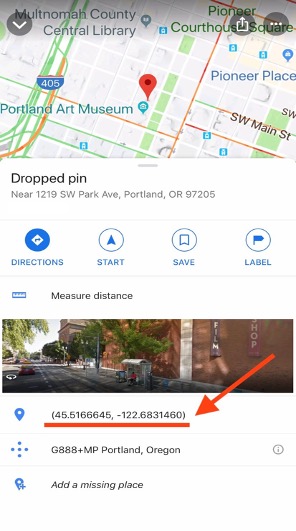 Multnomah County
Central Library
Pioneer
Courthouse Square
405
Pioneer Place
Portland Art Museum
SW Main St
Dropped pin
Near 1219 SW Park Ave, Portland, OR 97205
DIRECTIONS
START
SAVE
LABEL
Measure distance
FILM
SHOP
(45.5166645, -122.6831460)
G888+MP Portland, Oregon
Add a missing place